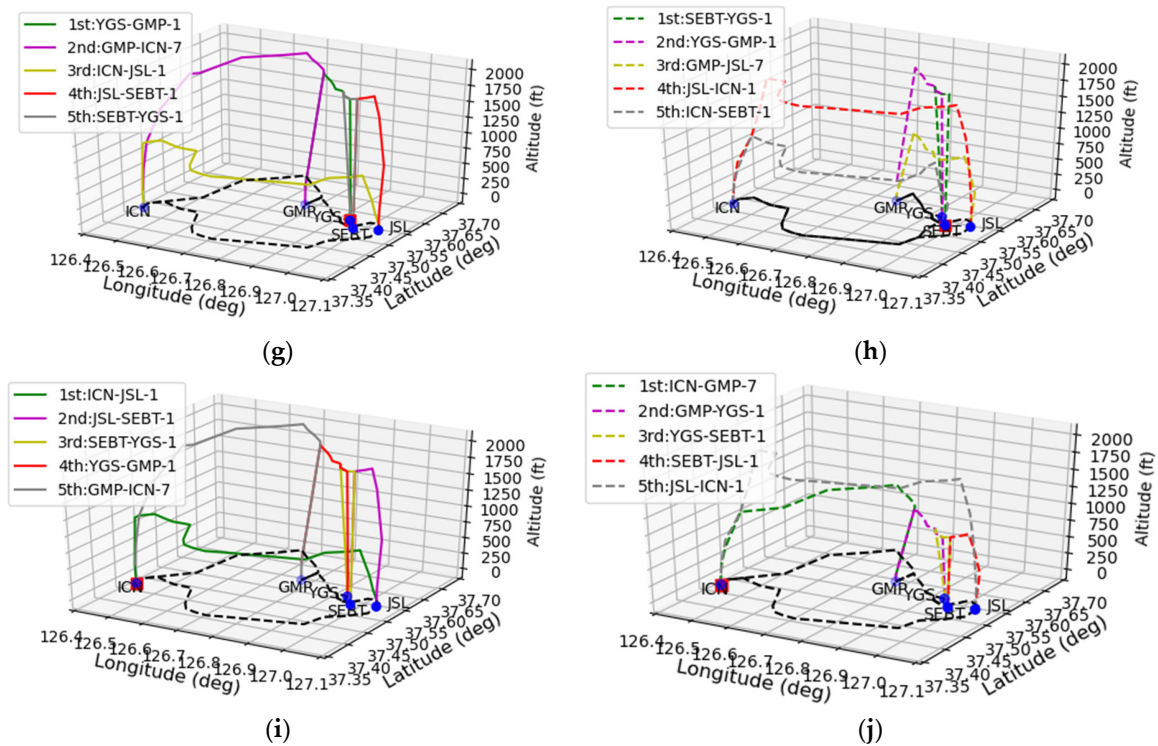 1st:YGS-GMP-1
2nd:GMP-ICN-7
3rd:ICN-JSL-1
4th:JSL-SEBT-1
5th:SEBT-YGS-1
2000
1750
1500
1250
1000
750
500
250
0
Altitude (ft)
ICN
GMP
YGS
SEBT
JSL
126.4
126.5
126.6
126.7
126.8
126.9
127.0
127.1
Longitude (deg)
37.35
37.40
37.45
37.50
37.55
37.60
37.65
37.70
Latitude (deg)
(g)
1st:SEBT-YGS-1
2nd:YGS-GMP-1
3rd:GMP-JSL-7
4th:JSL-ICN-1
5th:ICN-SEBT-1
2000
1750
1500
1250
1000
750
500
250
0
Altitude (ft)
ICN
GMP
YGS
SEBT
JSL
126.4
126.5
126.6
126.7
126.8
126.9
127.0
127.1
Longitude (deg)
37.35
37.40
37.45
37.50
37.55
37.60
37.65
37.70
Latitude (deg)
(h)
1st:ICN-JSL-1
2nd:JSL-SEBT-1
3rd:SEBT-YGS-1
4th:YGS-GMP-1
5th:GMP-ICN-7
2000
1750
1500
1250
1000
750
500
250
0
Altitude (ft)
ICN
GMP
YGS
SEBT
JSL
126.4
126.5
126.6
126.7
126.8
126.9
127.0
127.1
Longitude (deg)
37.35
37.40
37.45
37.50
37.55
37.60
37.65
37.70
Latitude (deg)
(i)
1st:ICN-GMP-7
2nd:GMP-YGS-1
3rd:YGS-SEBT-1
4th:SEBT-JSL-1
5th:JSL-ICN-1
2000
1750
1500
1250
1000
750
500
250
0
Altitude (ft)
ICN
GMP
YGS
SEBT
JSL
126.4
126.5
126.6
126.7
126.8
126.9
127.0
127.1
Longitude (deg)
37.35
37.40
37.45
37.50
37.55
37.60
37.65
37.70
Latitude (deg)
(j)